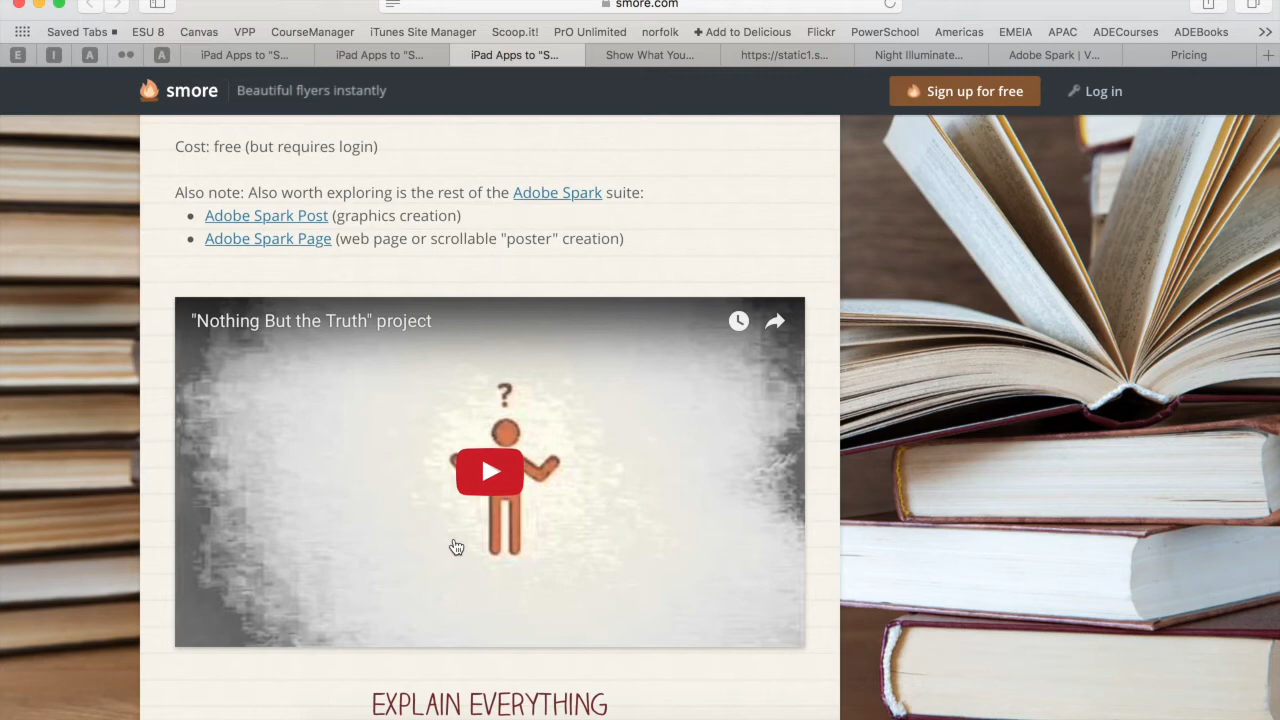 smore.com
Saved Tabs ESU 8 Canvas VPP CourseManager iTunes Site Manager Scoop.it! PrO Unlimited norfolk Add to Delicious Flickr PowerSchool Americas EMEIA APAC ADECourses ADEBooks
E I A A iPad Apps to "S... iPad Apps to "S... iPad Apps to "S... Show What You... https://static1.s... Night Illuminate... Adobe Spark | V... Pricing
smore Beautiful flyers instantly Sign up for free Log in
Cost: free (but requires login)
Also note: Also worth exploring is the rest of the Adobe Spark suite:
• Adobe Spark Post (graphics creation)
• Adobe Spark Page (web page or scrollable "poster" creation)
"Nothing But the Truth" project
?
EXPLAIN EVERYTHING